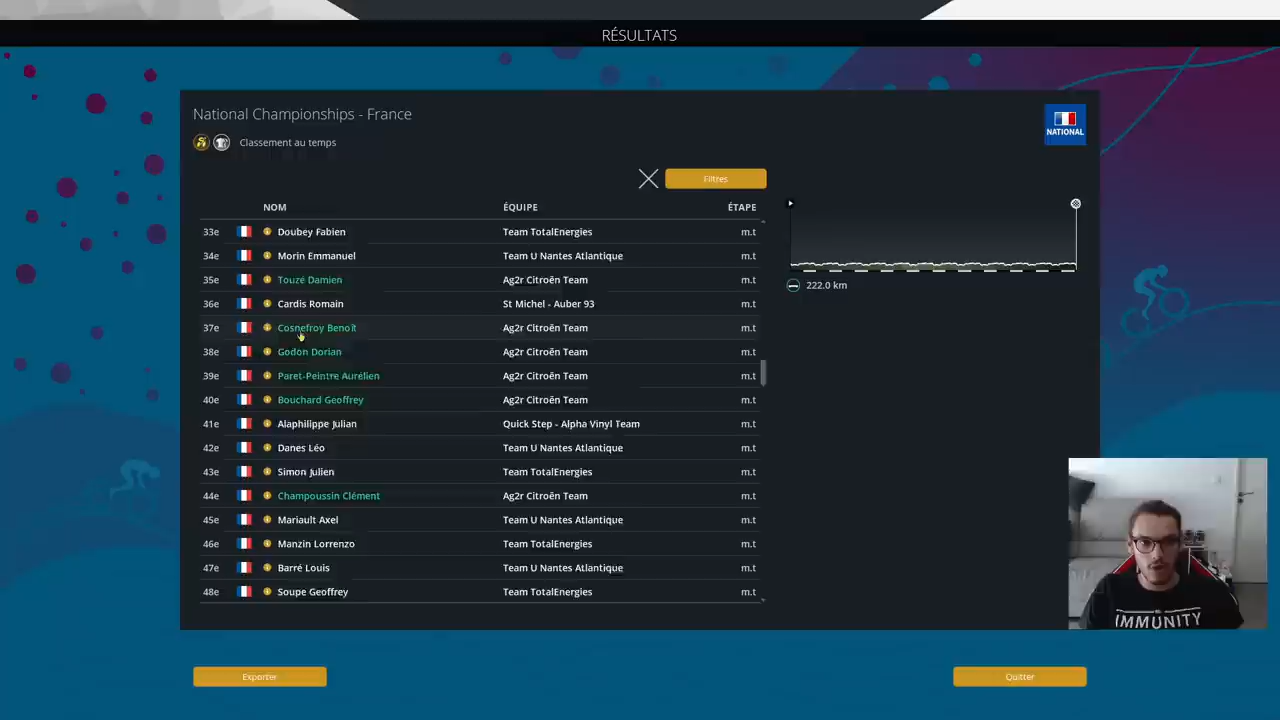 RÉSULTATS
National Championships - France
NATIONAL
Classement au temps
Filtres
NOM ÉQUIPE ÉTAPE
33e Doubey Fabien Team TotalEnergies m.t
34e Morin Emmanuel Team U Nantes Atlantique m.t
35e Touzé Damien Ag2r Citroën Team m.t
36e Cardis Romain St Michel - Auber 93 m.t
37e Cosnefroy Benoît Ag2r Citroën Team m.t
38e Godon Dorian Ag2r Citroën Team m.t
39e Paret-Peintre Aurélien Ag2r Citroën Team m.t
40e Bouchard Geoffrey Ag2r Citroën Team m.t
41e Alaphilippe Julian Quick Step - Alpha Vinyl Team m.t
42e Danes Léo Team U Nantes Atlantique m.t
43e Simon Julien Team TotalEnergies m.t
44e Champoussin Clément Ag2r Citroën Team m.t
45e Mariault Axel Team U Nantes Atlantique m.t
46e Manzin Lorrenzo Team TotalEnergies m.t
47e Barré Louis Team U Nantes Atlantique m.t
48e Soupe Geoffrey Team TotalEnergies m.t
222.0 km
IMMUNITY
Exporter
Quitter